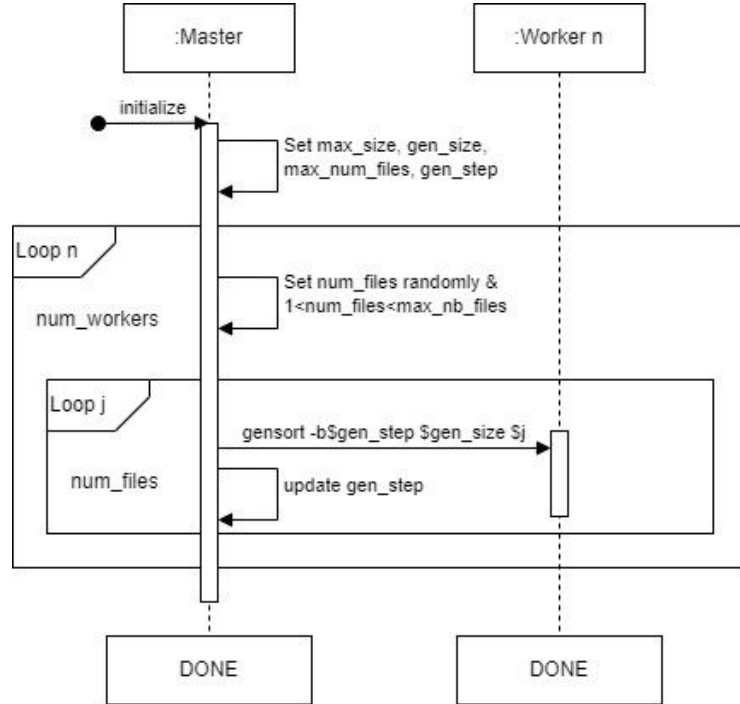 :Master
:Worker n
initialize
Set max_size, gen_size,
max_num_files, gen_step
Loop n
num_workers
Set num_files randomly &
1<num_files<max_nb_files
Loop j
num_files
gensort -b$gen_step $gen_size $j
update gen_step
DONE
DONE